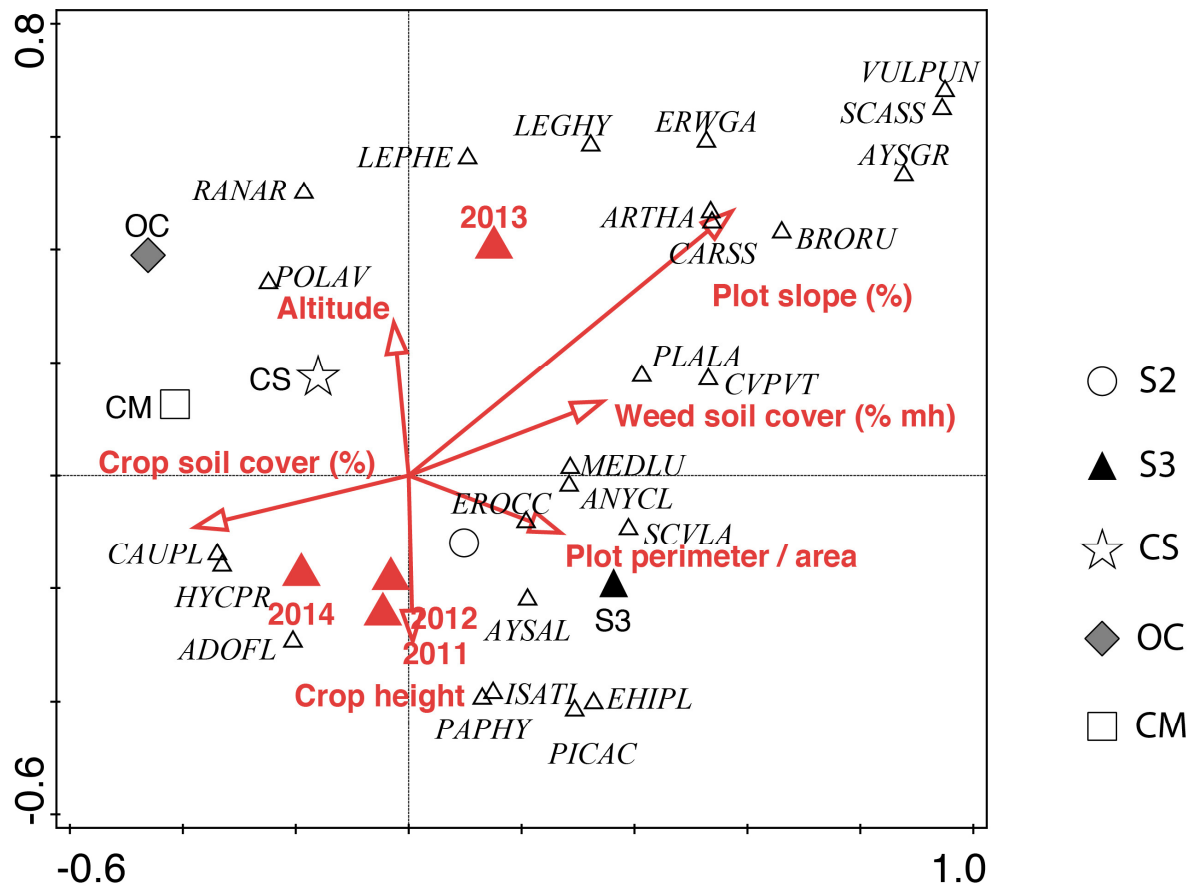 0.8
VULPUN
SCASS
LEGHY
ERWGA
AYSGR
LEPHE
RANAR
OC
2013
ARTHA
BRORU
CARSS
POLAV
Altitude
Plot slope (%)
PLALA
CS
CVPVT
S2
CM
Weed soil cover (% mh)
Crop soil cover (%)
MEDLU
S3
ANYCL
EROCC
SCVLA
CAUPL
Plot perimeter / area
CS
HYCPR
2014
2012
S3
AYSAL
ADOFL
2011
OC
Crop height
ISATI
EHIPL
PAPHY
CM
PICAC
-0.6
-0.6
1.0